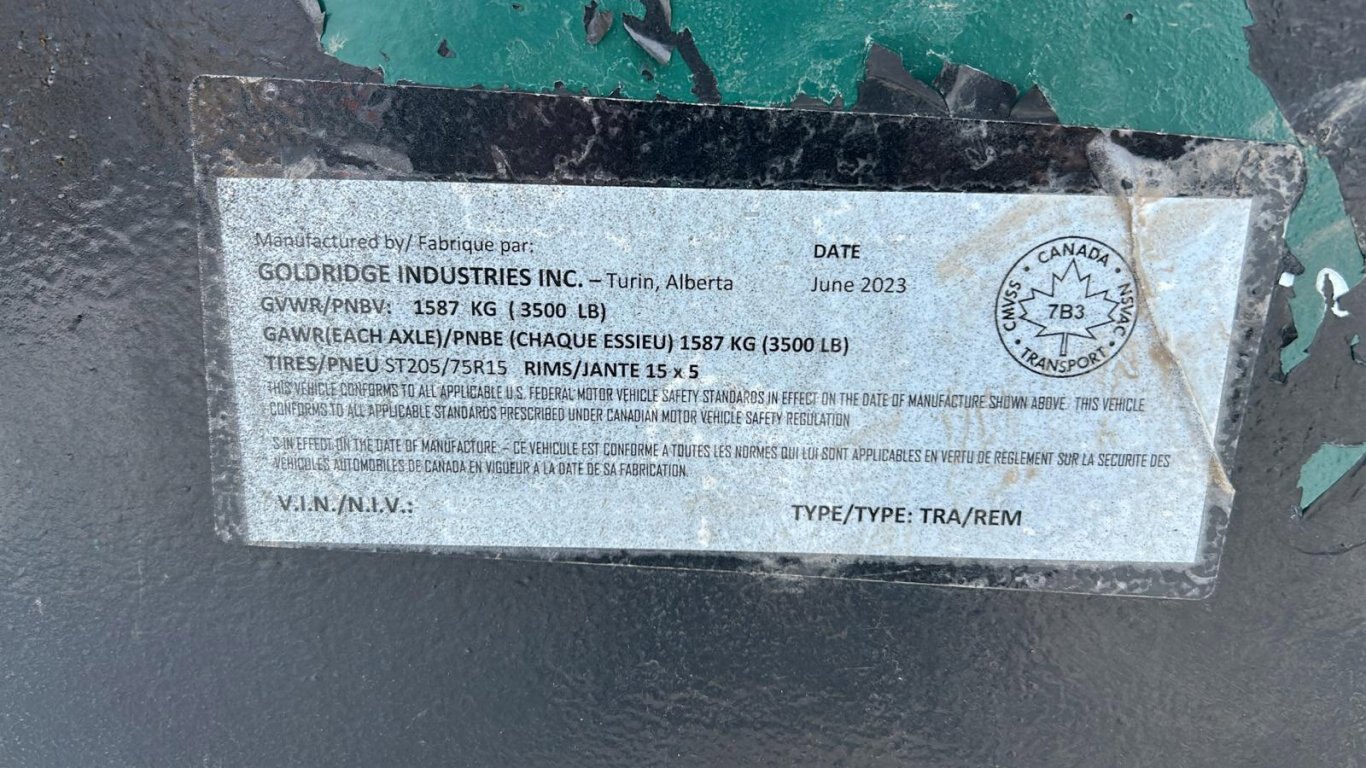 Manufactured by/ Fabrique par:
DATE
GOLDRIDGE INDUSTRIES INC. – Turin, Alberta
June 2023
GVWR/PNBV: 1587 KG ( 3500 LB)
GAWR(EACH AXLE)/PNBE (CHAQUE ESSIEU) 1587 KG (3500 LB)
TIRES/PNEU ST205/75R15 RIMS/JANTE 15 x 5
THIS VEHICLE CONFORMS TO ALL APPLICABLE U.S. FEDERAL MOTOR VEHICLE SAFETY STANDARDS IN EFFECT ON THE DATE OF MANUFACTURE SHOWN ABOVE. THIS VEHICLE
CONFORMS TO ALL APPLICABLE STANDARDS PRESCRIBED UNDER CANADIAN MOTOR VEHICLE SAFETY REGULATION
S IN EFFECT ON THE DATE OF MANUFACTURE. – CE VEHICULE EST CONFORME A TOUTES LES NORMES QUI LUI SONT APPLICABLES EN VERTU DE REGLEMENT SUR LA SECURITE DES
VEHICLES AUTOMOBILES DE CANADA EN VIGUEUR A LA DATE DE SA FABRICATION.
V.I.N./N.I.V.:
TYPE/TYPE: TRA/REM
CANADA
CMVSS
7B3
NSVAC
TRANSPORT